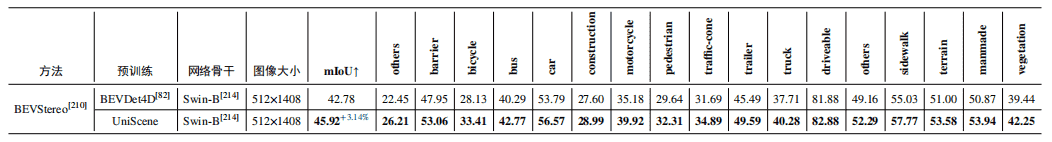 方法 预训练 网络骨干 图像大小 mIoU↑ others barrier bicycle bus car construction motorcycle pedestrian traffic-cone trailer truck driveable others sidewalk terrain manmade vegetation
BEVStereo[210]
BEVDet4D[82] Swin-B[214] 512×1408 42.78 22.45 47.95 28.13 40.29 53.79 27.60 35.18 29.64 31.69 45.49 37.71 81.88 49.16 55.03 51.00 50.87 39.44
UniScene Swin-B[214] 512×1408 45.92+3.14% 26.21 53.06 33.41 42.77 56.57 28.99 39.92 32.31 34.89 49.59 40.28 82.88 52.29 57.77 53.58 53.94 42.25